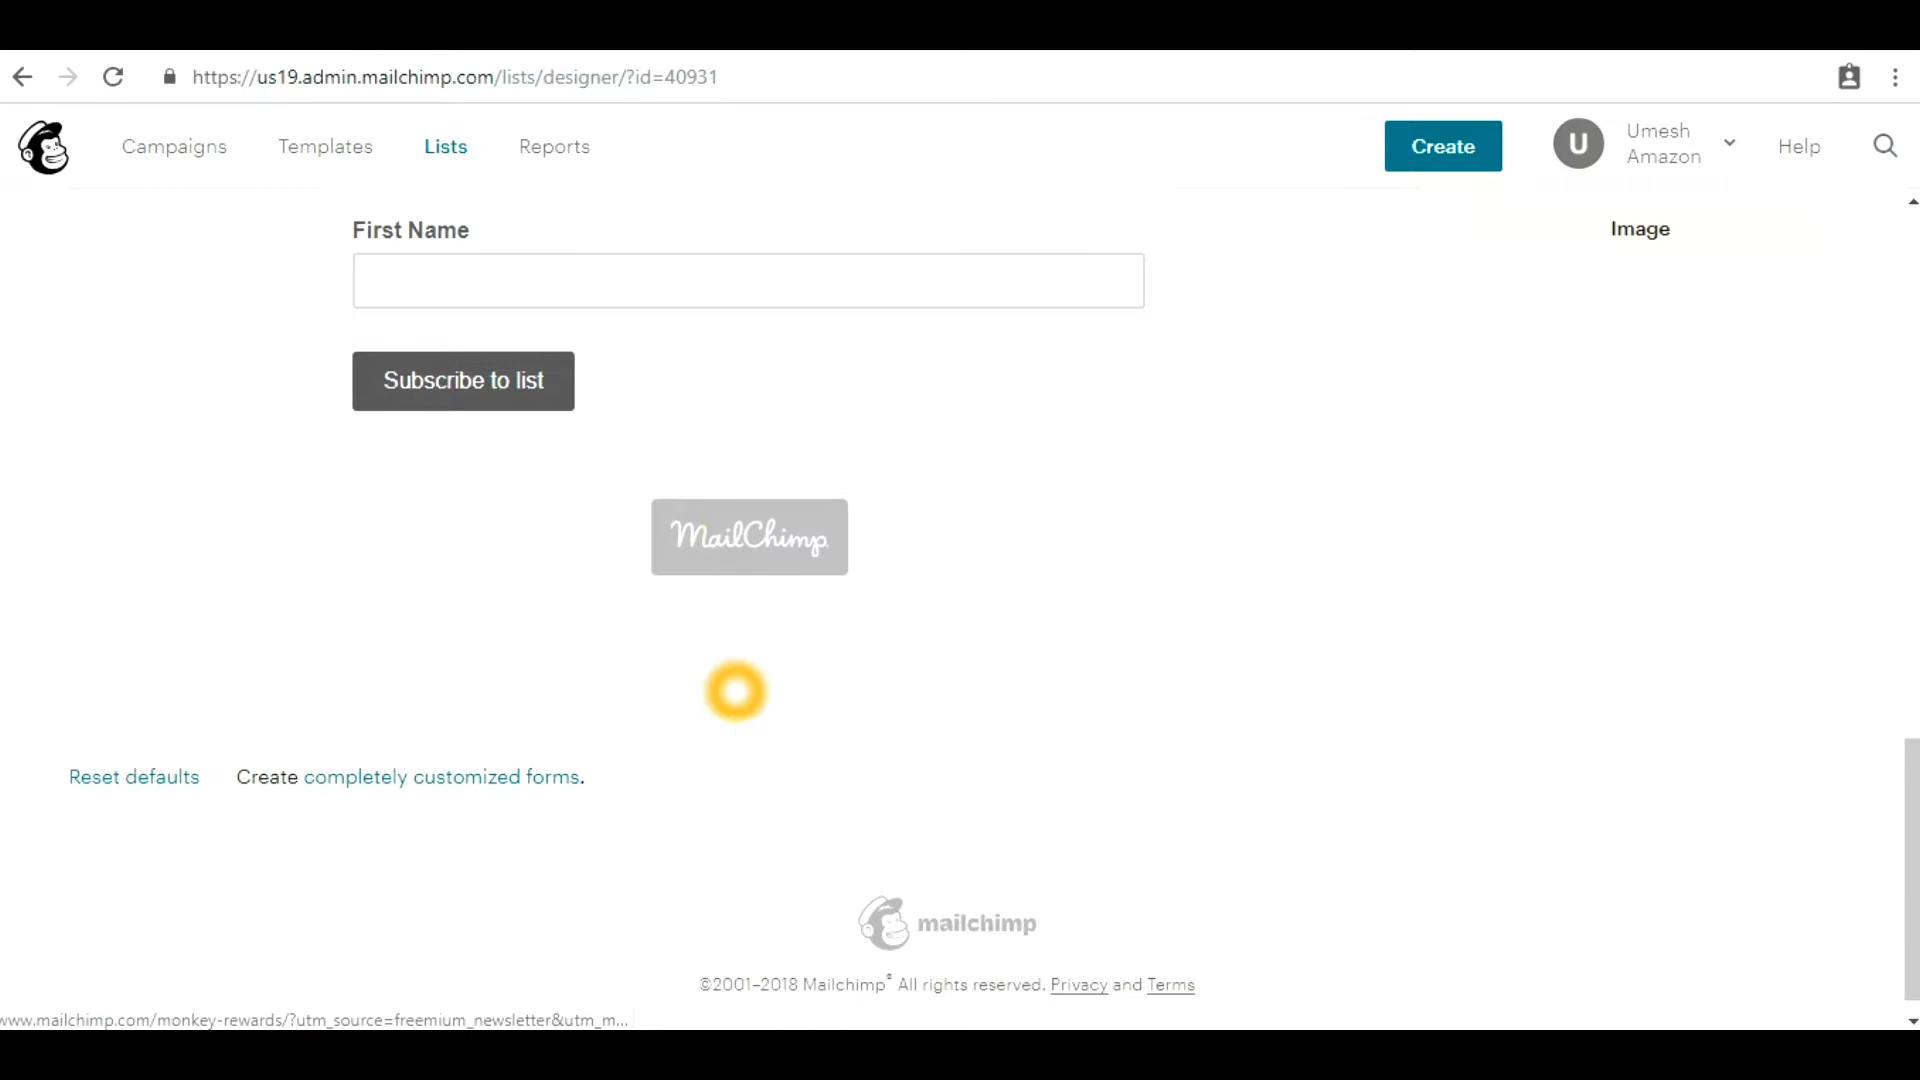 https://us19.admin.mailchimp.com/lists/designer/?id=40931
Campaigns Templates Lists Reports Create U Umesh Amazon Help
First Name Image
Subscribe to list
MailChimp
Reset defaults Create completely customized forms.
mailchimp
©2001–2018 Mailchimp® All rights reserved. Privacy and Terms
www.mailchimp.com/monkey-rewards/?utm_source=freemium_newsletter&utm_m...